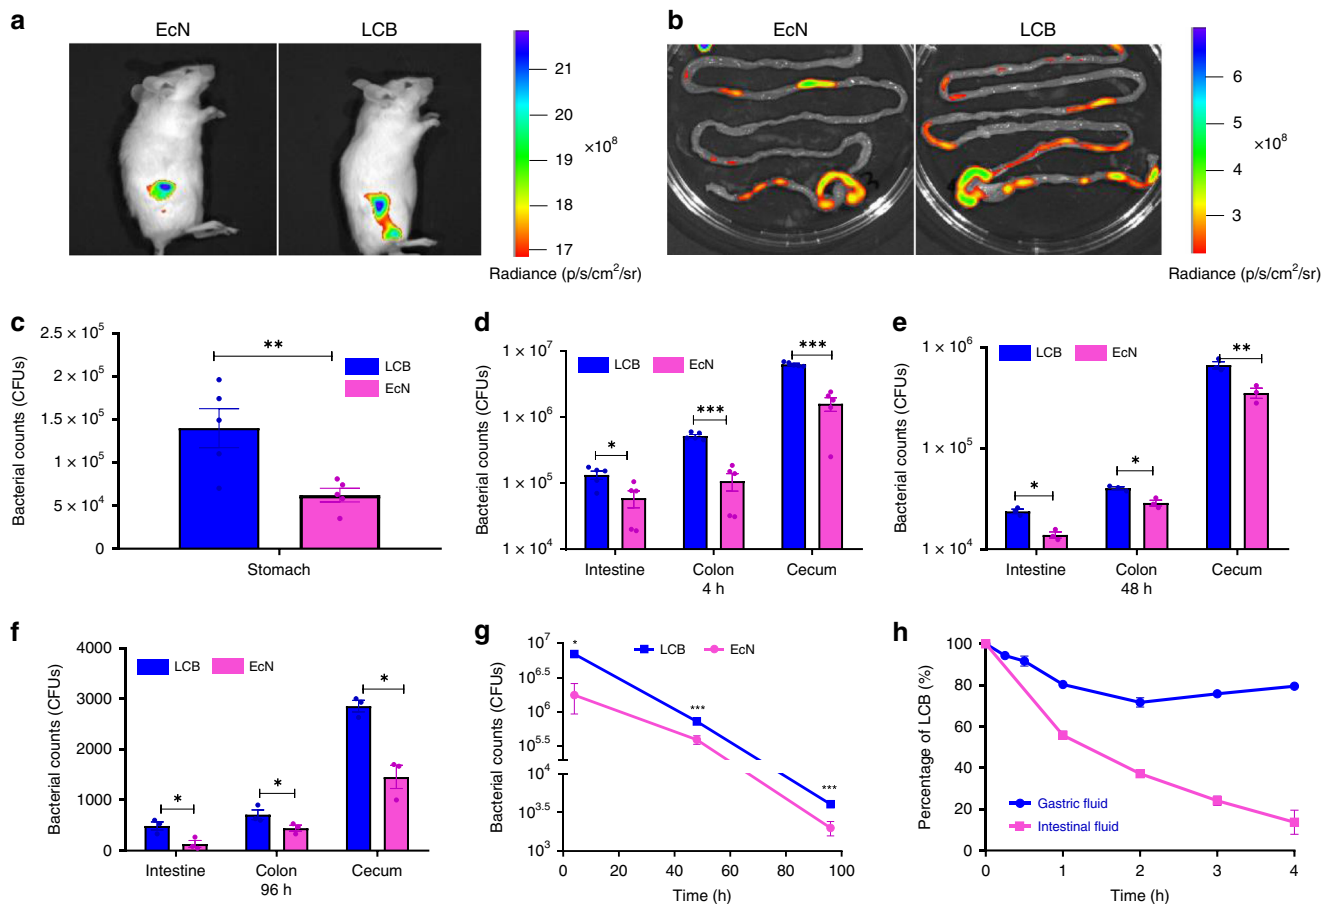 a
EcN
LCB
21
20
19
18
17
×10⁸
Radiance (p/s/cm²/sr)
b
EcN
LCB
6
5
4
3
×10⁸
Radiance (p/s/cm²/sr)
c
Bacterial counts (CFUs)
2.5 × 10⁵
2 × 10⁵
1.5 × 10⁵
1 × 10⁵
5 × 10⁴
0
**
LCB
EcN
Stomach
d
Bacterial counts (CFUs)
1 × 10⁷
1 × 10⁶
1 × 10⁵
1 × 10⁴
LCB
EcN
*
***
***
Intestine
Colon
Cecum
4 h
e
Bacterial counts (CFUs)
1 × 10⁶
1 × 10⁵
1 × 10⁴
LCB
EcN
*
*
**
Intestine
Colon
Cecum
48 h
f
Bacterial counts (CFUs)
4000
3000
2000
1000
0
LCB
EcN
*
*
*
Intestine
Colon
Cecum
96 h
g
Bacterial counts (CFUs)
10⁷
10⁶·⁵
10⁶
10⁵·⁵
10⁴
10³·⁵
10³
LCB
EcN
*
***
***
0
20
40
60
80
100
Time (h)
h
Percentage of LCB (%)
100
80
60
40
20
0
Gastric fluid
Intestinal fluid
0
1
2
3
4
Time (h)